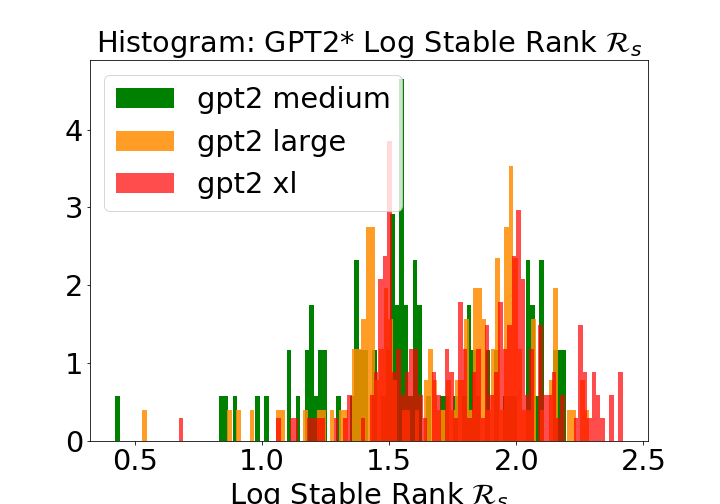 Histogram: GPT2* Log Stable Rank ℛₛ
gpt2 medium
gpt2 large
gpt2 xl
4
3
2
1
0
0.5 1.0 1.5 2.0 2.5
Log Stable Rank ℛₛ